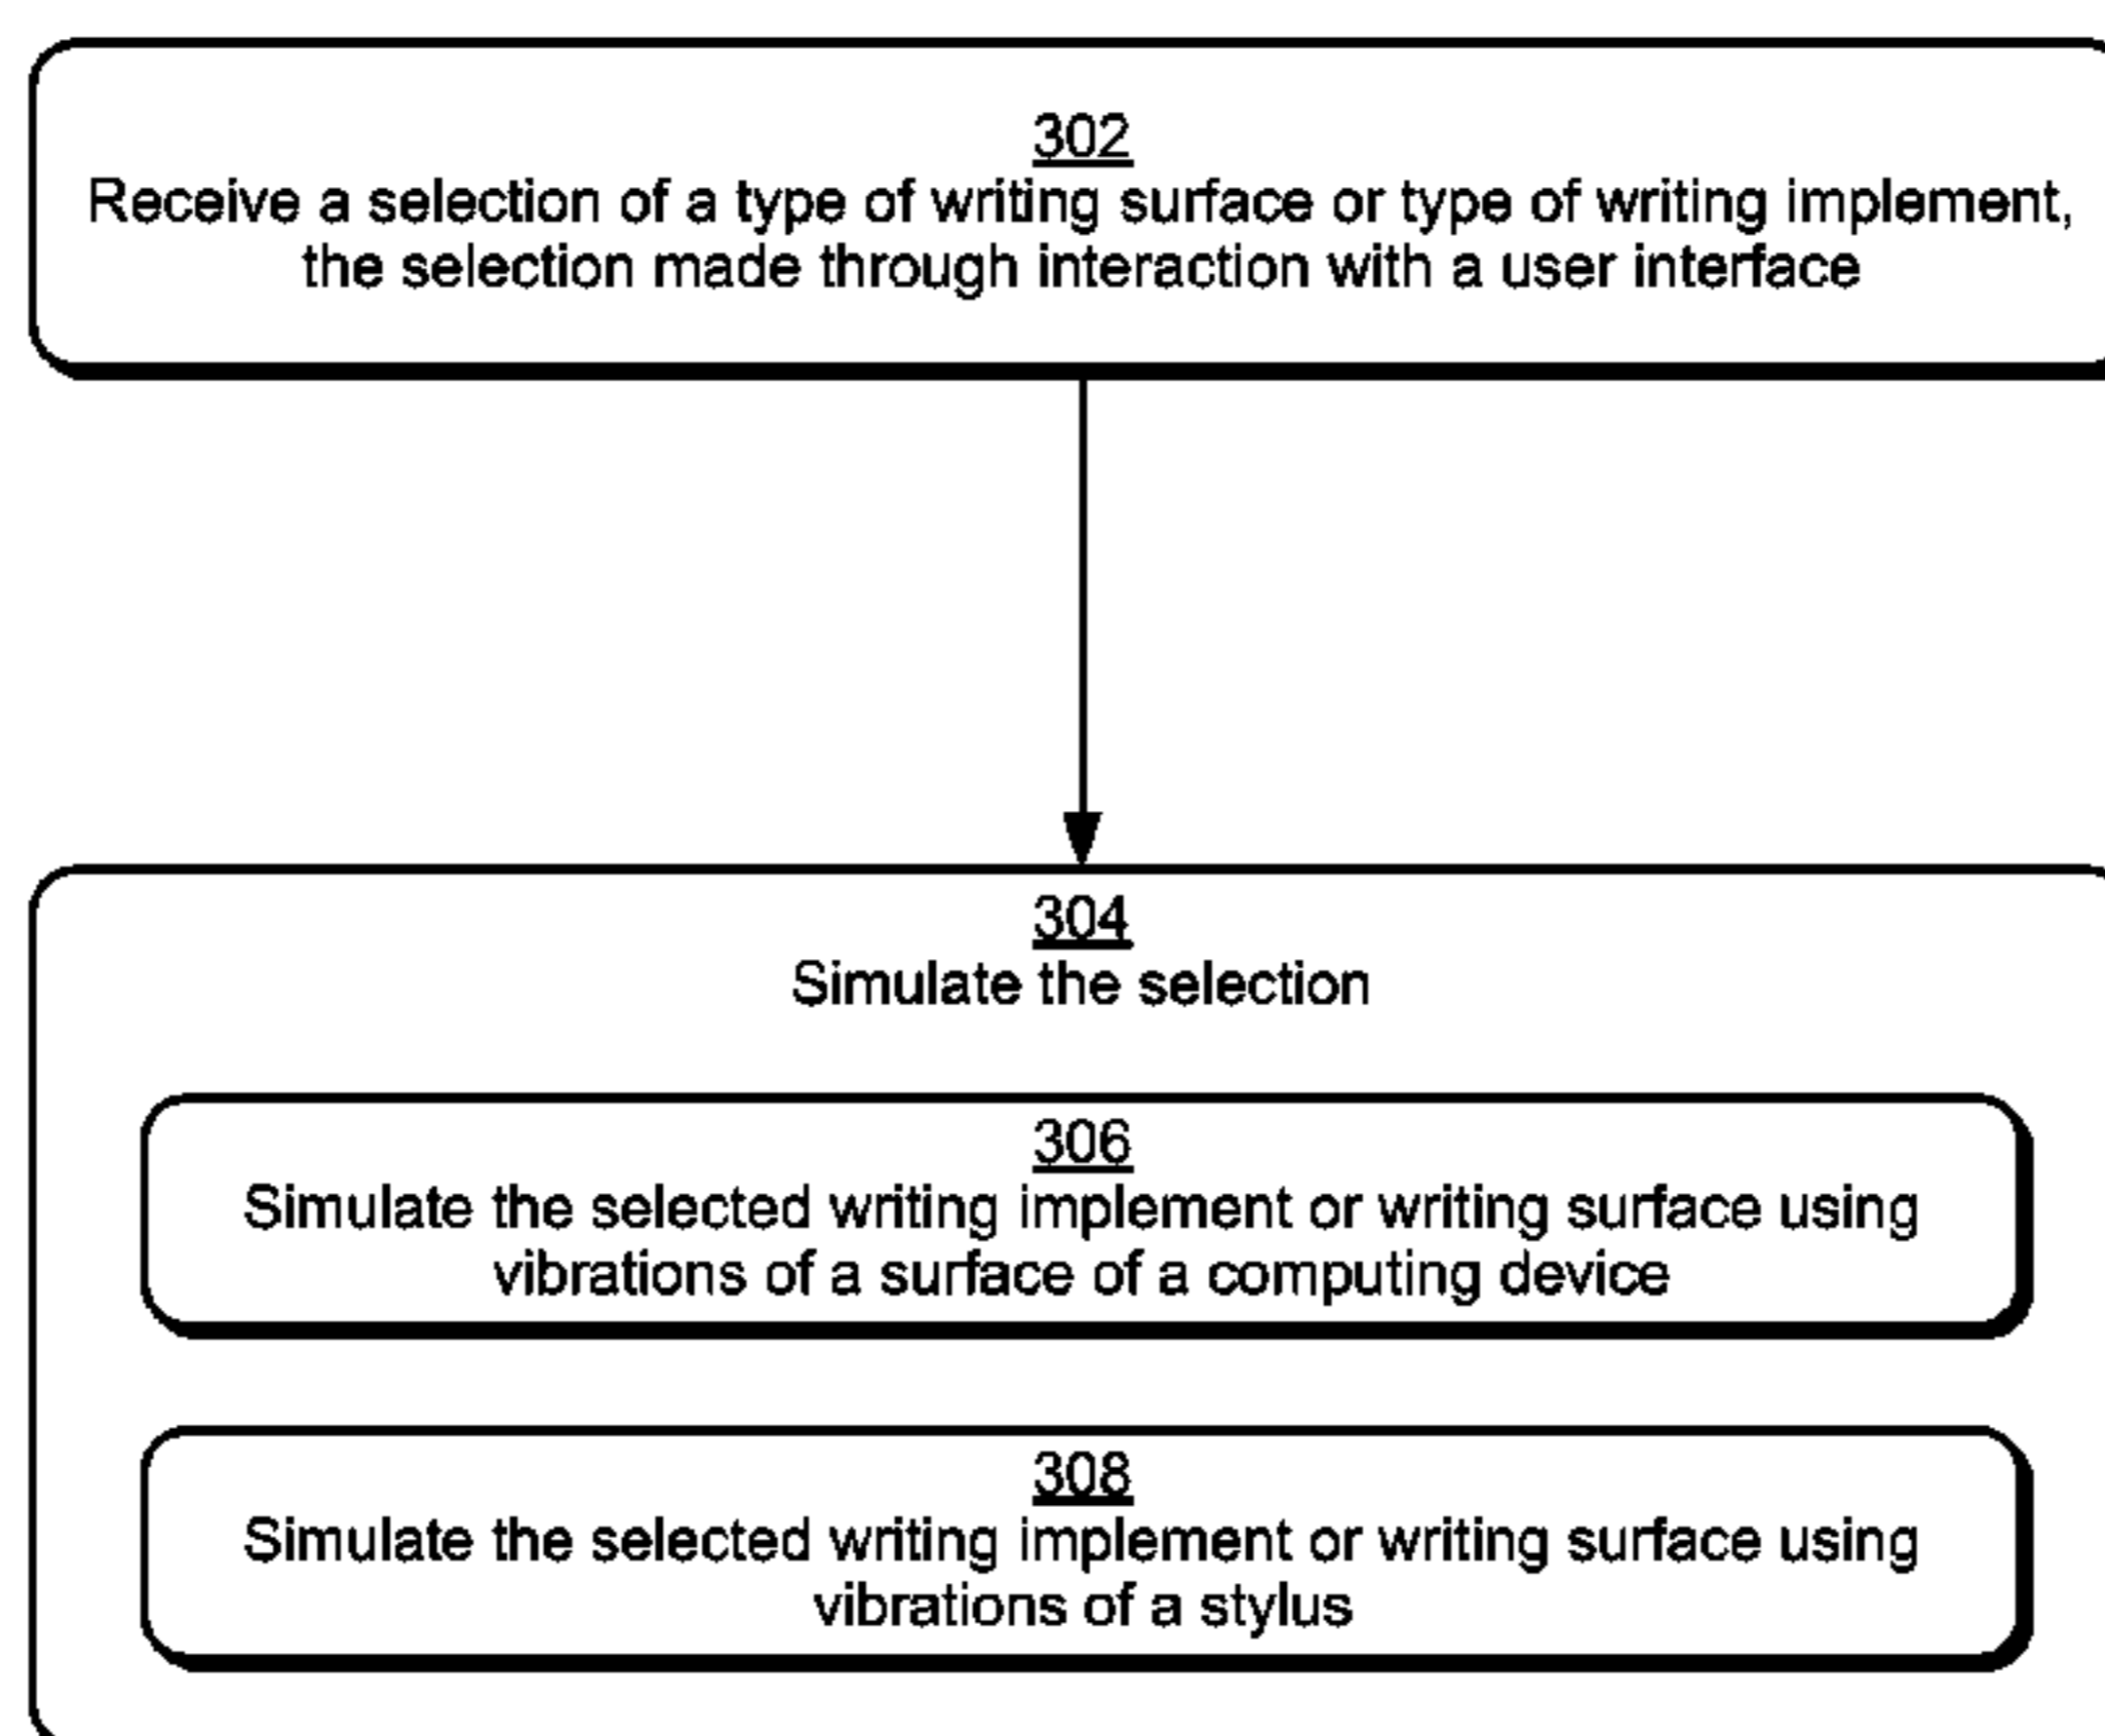 302
Receive a selection of a type of writing surface or type of writing implement,
the selection made through interaction with a user interface
304
Simulate the selection
306
Simulate the selected writing implement or writing surface using
vibrations of a surface of a computing device
308
Simulate the selected writing implement or writing surface using
vibrations of a stylus